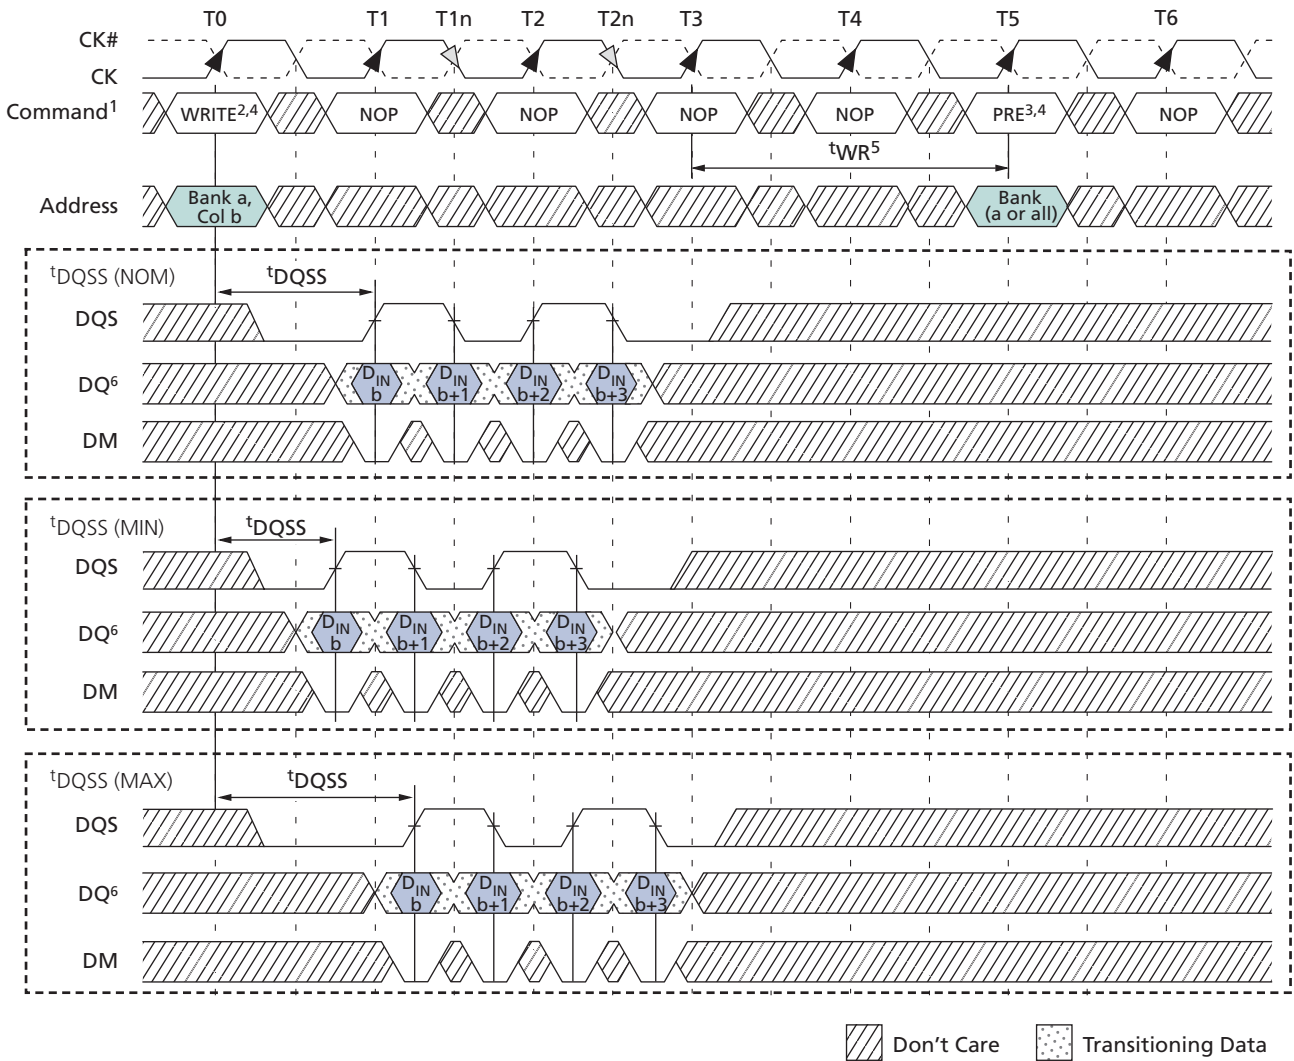 T0 T1 T1n T2 T2n T3 T4 T5 T6
CK#
CK
Command1 WRITE2,4 NOP NOP NOP NOP PRE3,4 NOP
tWR5
Address Bank a, Col b Bank (a or all)
tDQSS (NOM) tDQSS
DQS
DQ6 DIN b DIN b+1 DIN b+2 DIN b+3
DM
tDQSS (MIN) tDQSS
DQS
DQ6 DIN b DIN b+1 DIN b+2 DIN b+3
DM
tDQSS (MAX) tDQSS
DQS
DQ6 DIN b DIN b+1 DIN b+2 DIN b+3
DM
Don't Care Transitioning Data